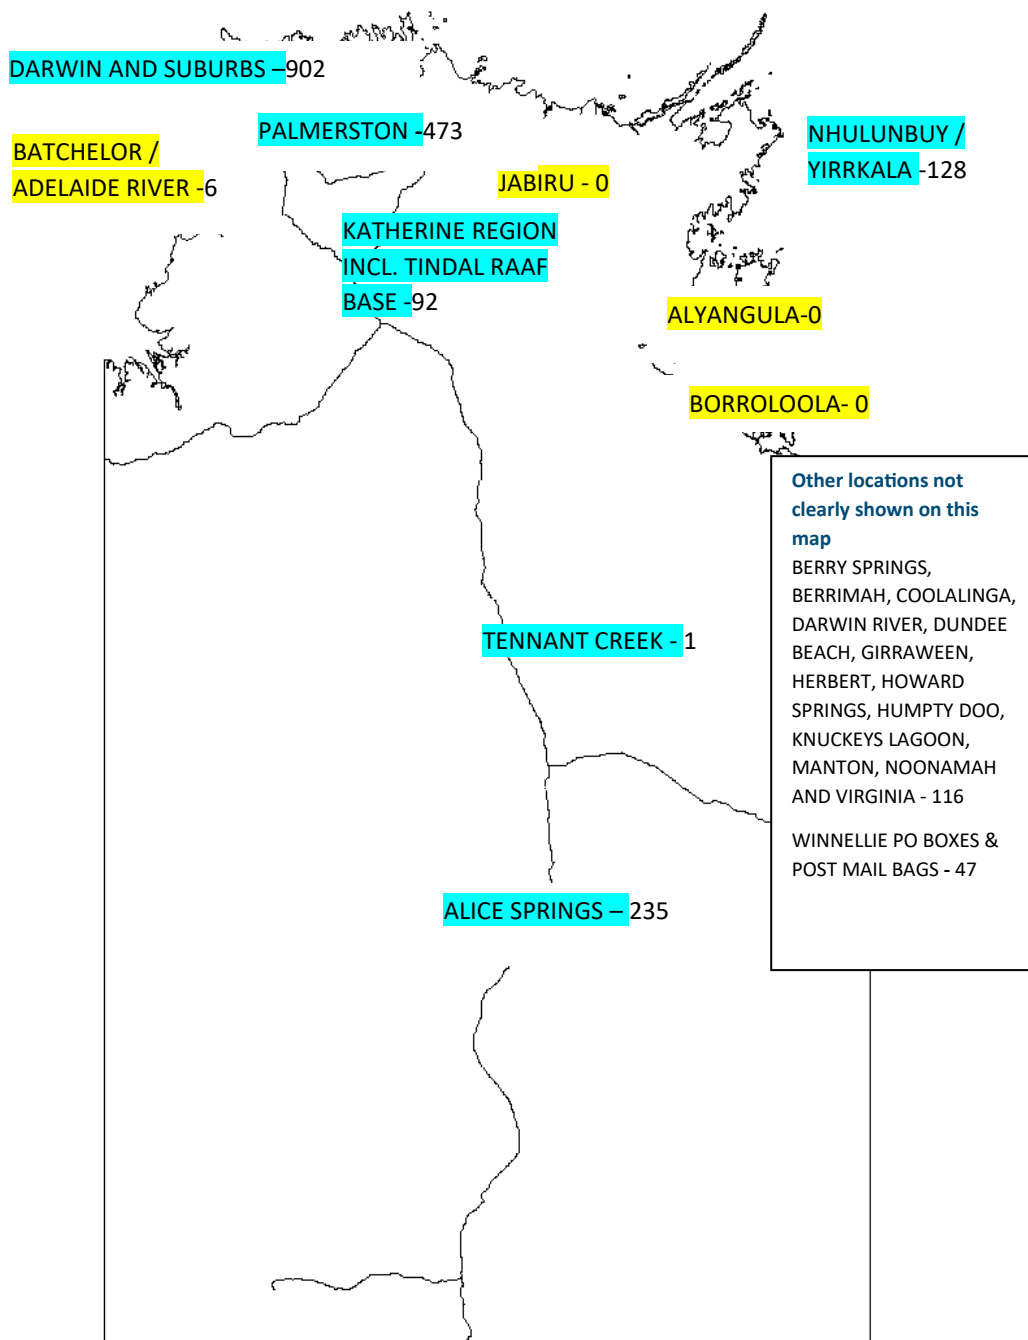 DARWIN AND SUBURBS –902
PALMERSTON -473
BATCHELOR /
ADELAIDE RIVER -6
JABIRU - 0
NHULUNBUY /
YIRRKALA -128
KATHERINE REGION
INCL. TINDAL RAAF
BASE -92
ALYANGULA-0
BORROLOOLA- 0
Other locations not
clearly shown on this
map
BERRY SPRINGS,
BERRIMAH, COOLALINGA,
DARWIN RIVER, DUNDEE
BEACH, GIRRAWEEN,
HERBERT, HOWARD
SPRINGS, HUMPTY DOO,
KNUCKEYS LAGOON,
MANTON, NOONAMAH
AND VIRGINIA - 116
WINNELLIE PO BOXES &
POST MAIL BAGS - 47
TENNANT CREEK - 1
ALICE SPRINGS – 235